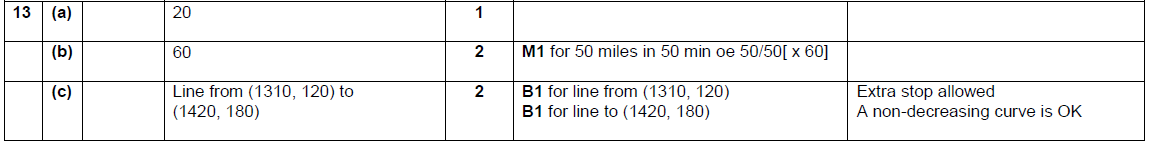 13 (a) 20 1
(b) 60 2 M1 for 50 miles in 50 min oe 50/50[ x 60]
(c) Line from (1310, 120) to 2 B1 for line from (1310, 120) Extra stop allowed
(1420, 180) B1 for line to (1420, 180) A non-decreasing curve is OK